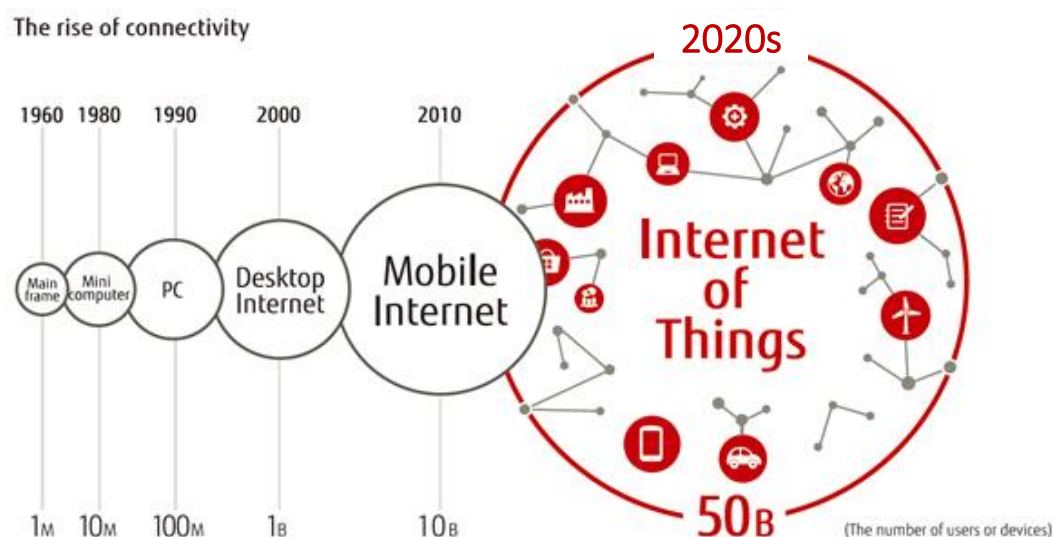 The rise of connectivity
2020s
1960 1980 1990 2000 2010
Main
frame
Mini
computer
PC
Desktop
Internet
Mobile
Internet
Internet
of
Things
1M 10M 100M 1B 10B 50B
(The number of users or devices)